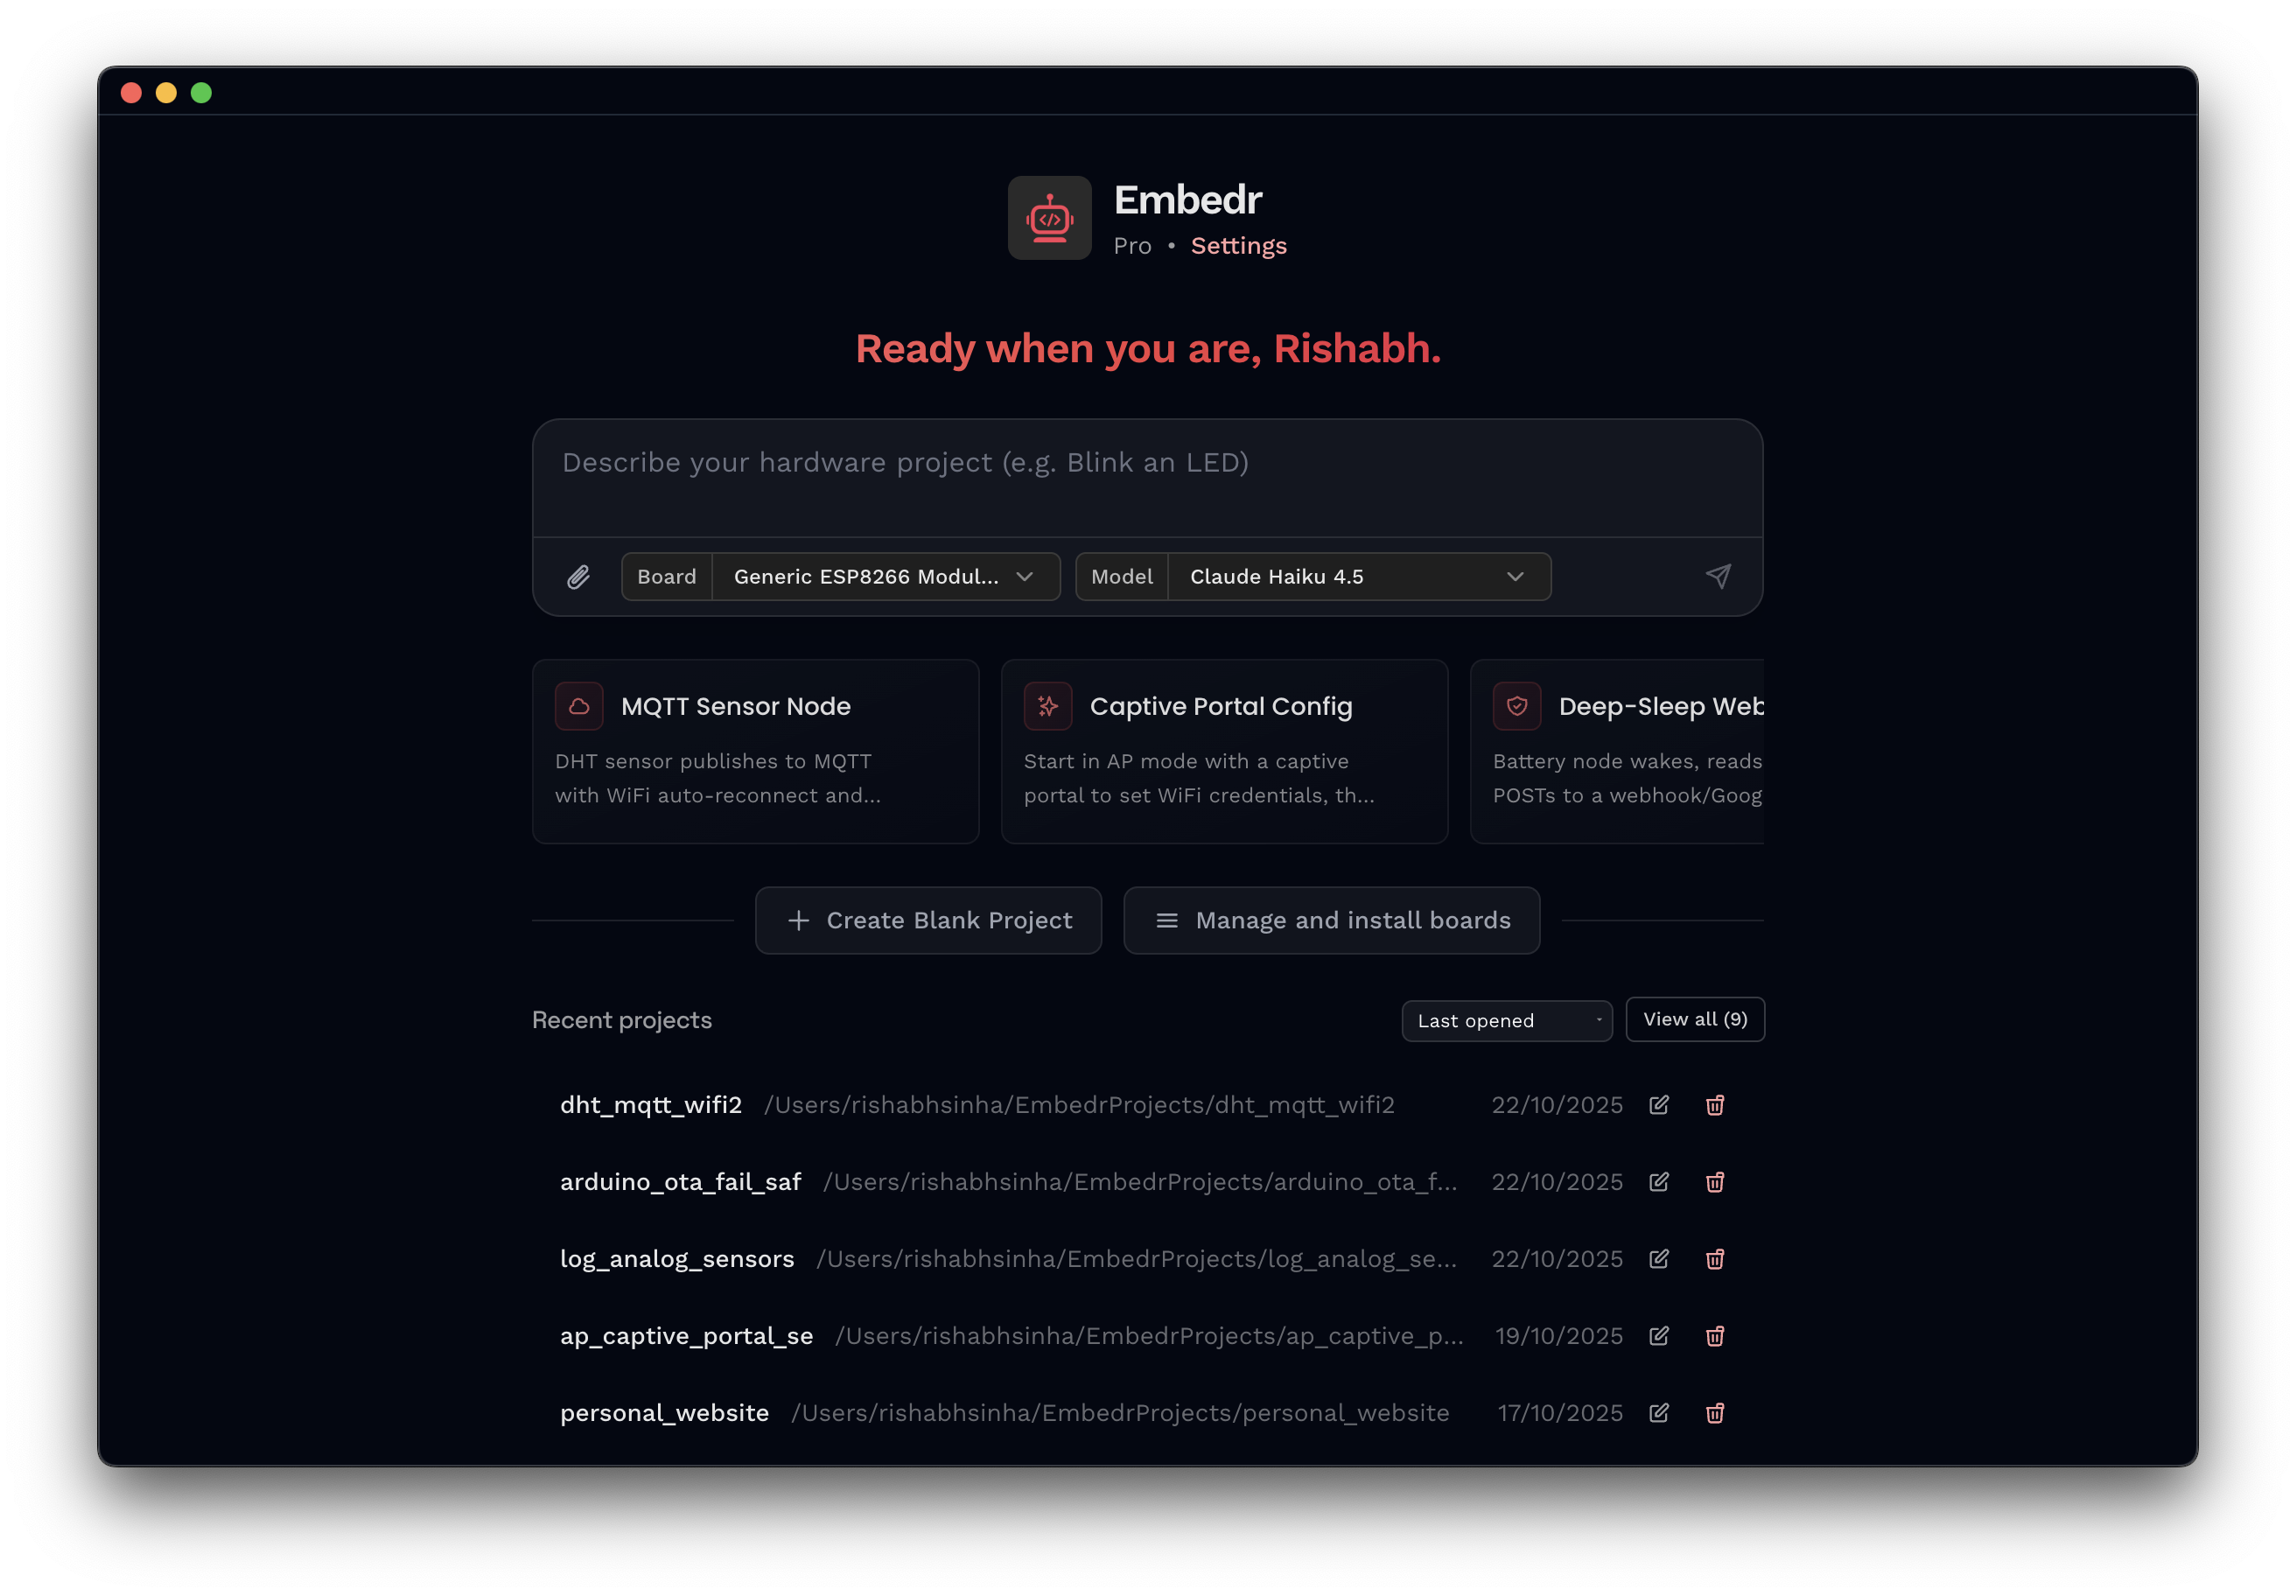 Embedr
Pro • Settings
Ready when you are, Rishabh.
Describe your hardware project (e.g. Blink an LED)
Board Generic ESP8266 Modul... Model Claude Haiku 4.5
MQTT Sensor Node
DHT sensor publishes to MQTT
with WiFi auto-reconnect and...
Captive Portal Config
Start in AP mode with a captive
portal to set WiFi credentials, th...
Deep-Sleep Web
Battery node wakes, reads
POSTs to a webhook/Goog
Create Blank Project
Manage and install boards
Recent projects
Last opened
View all (9)
dht_mqtt_wifi2 /Users/rishabhsinha/EmbedrProjects/dht_mqtt_wifi2 22/10/2025
arduino_ota_fail_saf /Users/rishabhsinha/EmbedrProjects/arduino_ota_f... 22/10/2025
log_analog_sensors /Users/rishabhsinha/EmbedrProjects/log_analog_se... 22/10/2025
ap_captive_portal_se /Users/rishabhsinha/EmbedrProjects/ap_captive_p... 19/10/2025
personal_website /Users/rishabhsinha/EmbedrProjects/personal_website 17/10/2025